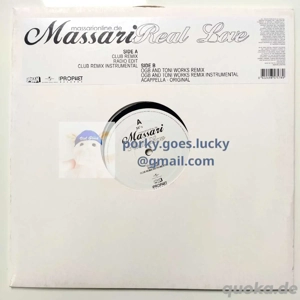 massarionline.de
Massari Real Love
SIDE A
CLUB REMIX
RADIO EDIT
CLUB REMIX INSTRUMENTAL
SIDE B
OGB AND TONI WORKS REMIX
OGB AND TONI WORKS REMIX INSTRUMENTAL
ACAPPELLA - ORIGINAL
PROPHET
A
Massari
porky.goes.lucky
@gmail.com
quoka.de